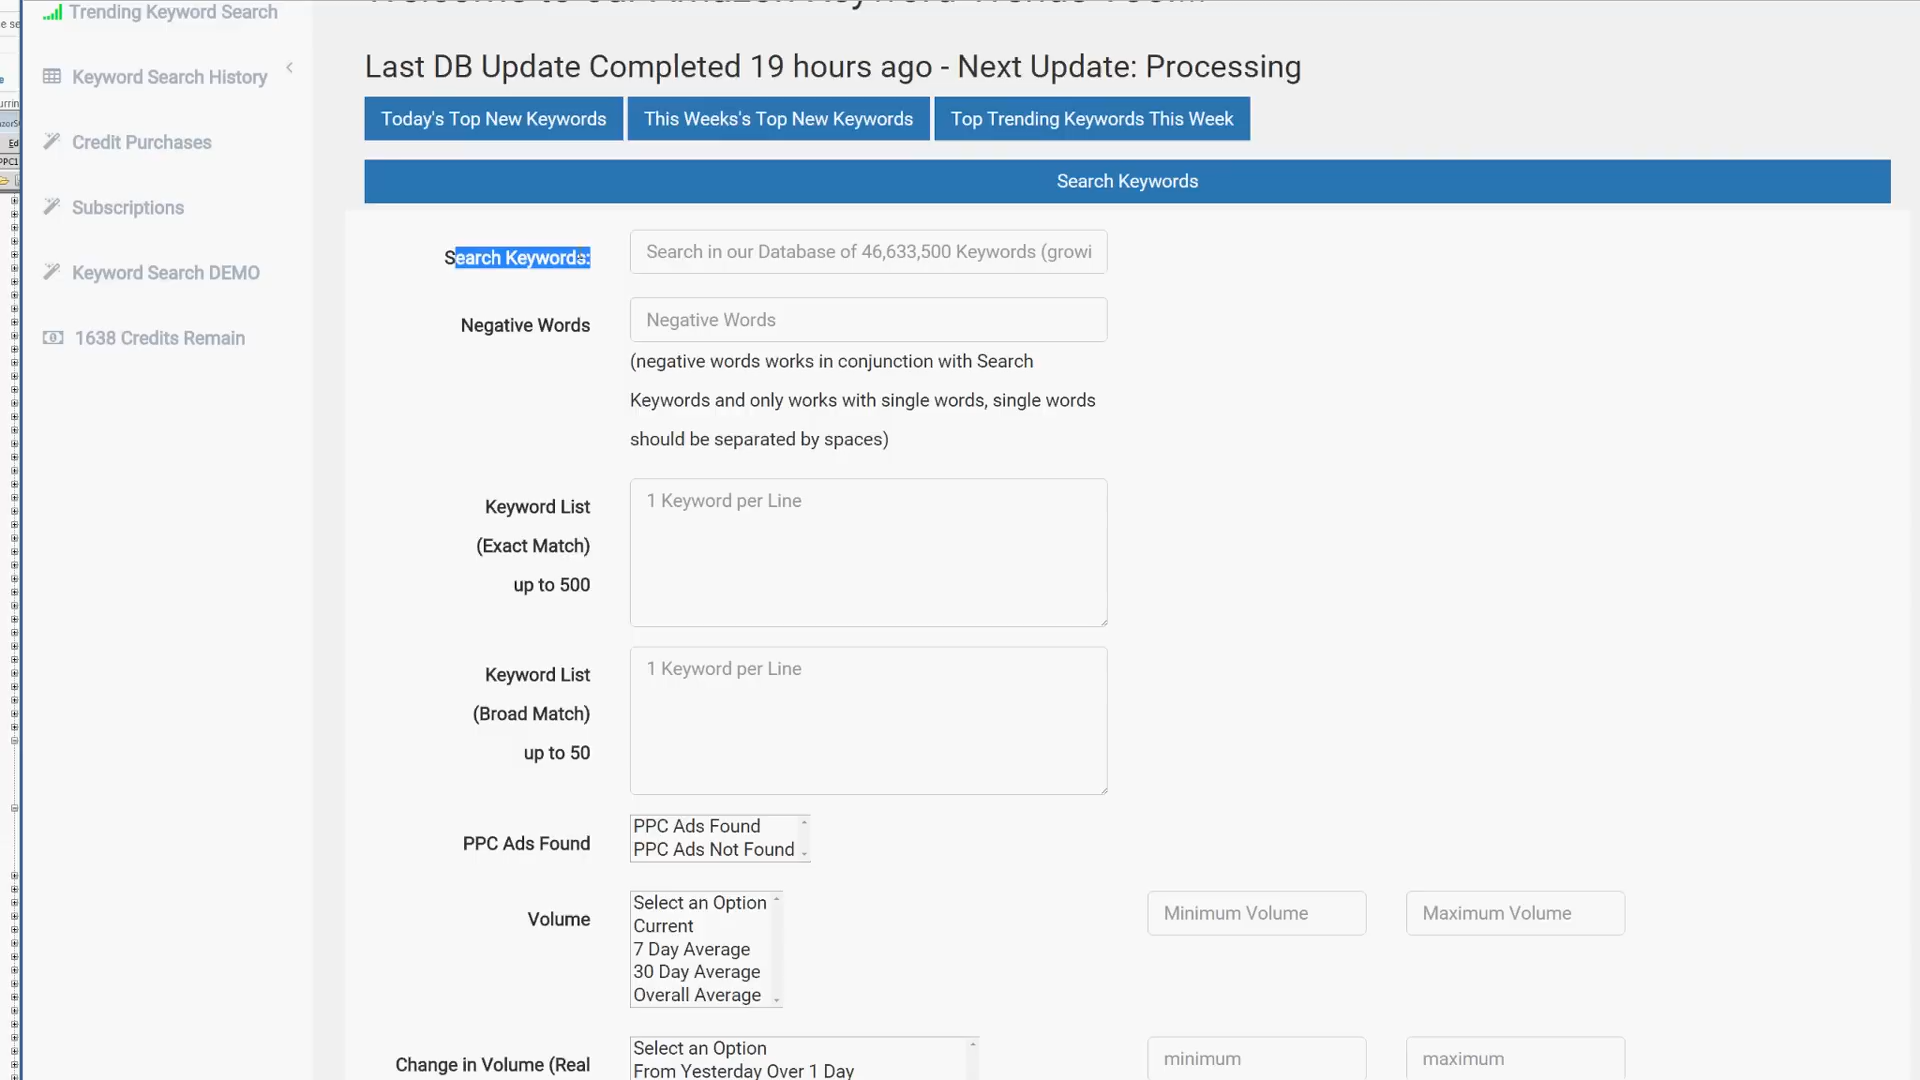 Trending Keyword Search
Keyword Search History
Credit Purchases
Subscriptions
Keyword Search DEMO
1638 Credits Remain
Last DB Update Completed 19 hours ago - Next Update: Processing
Today's Top New Keywords
This Weeks's Top New Keywords
Top Trending Keywords This Week
Search Keywords
Search Keywords:
Search in our Database of 46,633,500 Keywords (growi
Negative Words
Negative Words
(negative words works in conjunction with Search
Keywords and only works with single words, single words
should be separated by spaces)
Keyword List
(Exact Match)
up to 500
1 Keyword per Line
Keyword List
(Broad Match)
up to 50
1 Keyword per Line
PPC Ads Found
PPC Ads Found
PPC Ads Not Found
Volume
Select an Option
Current
7 Day Average
30 Day Average
Overall Average
Minimum Volume
Maximum Volume
Change in Volume (Real
Select an Option
From Yesterday Over 1 Day
minimum
maximum